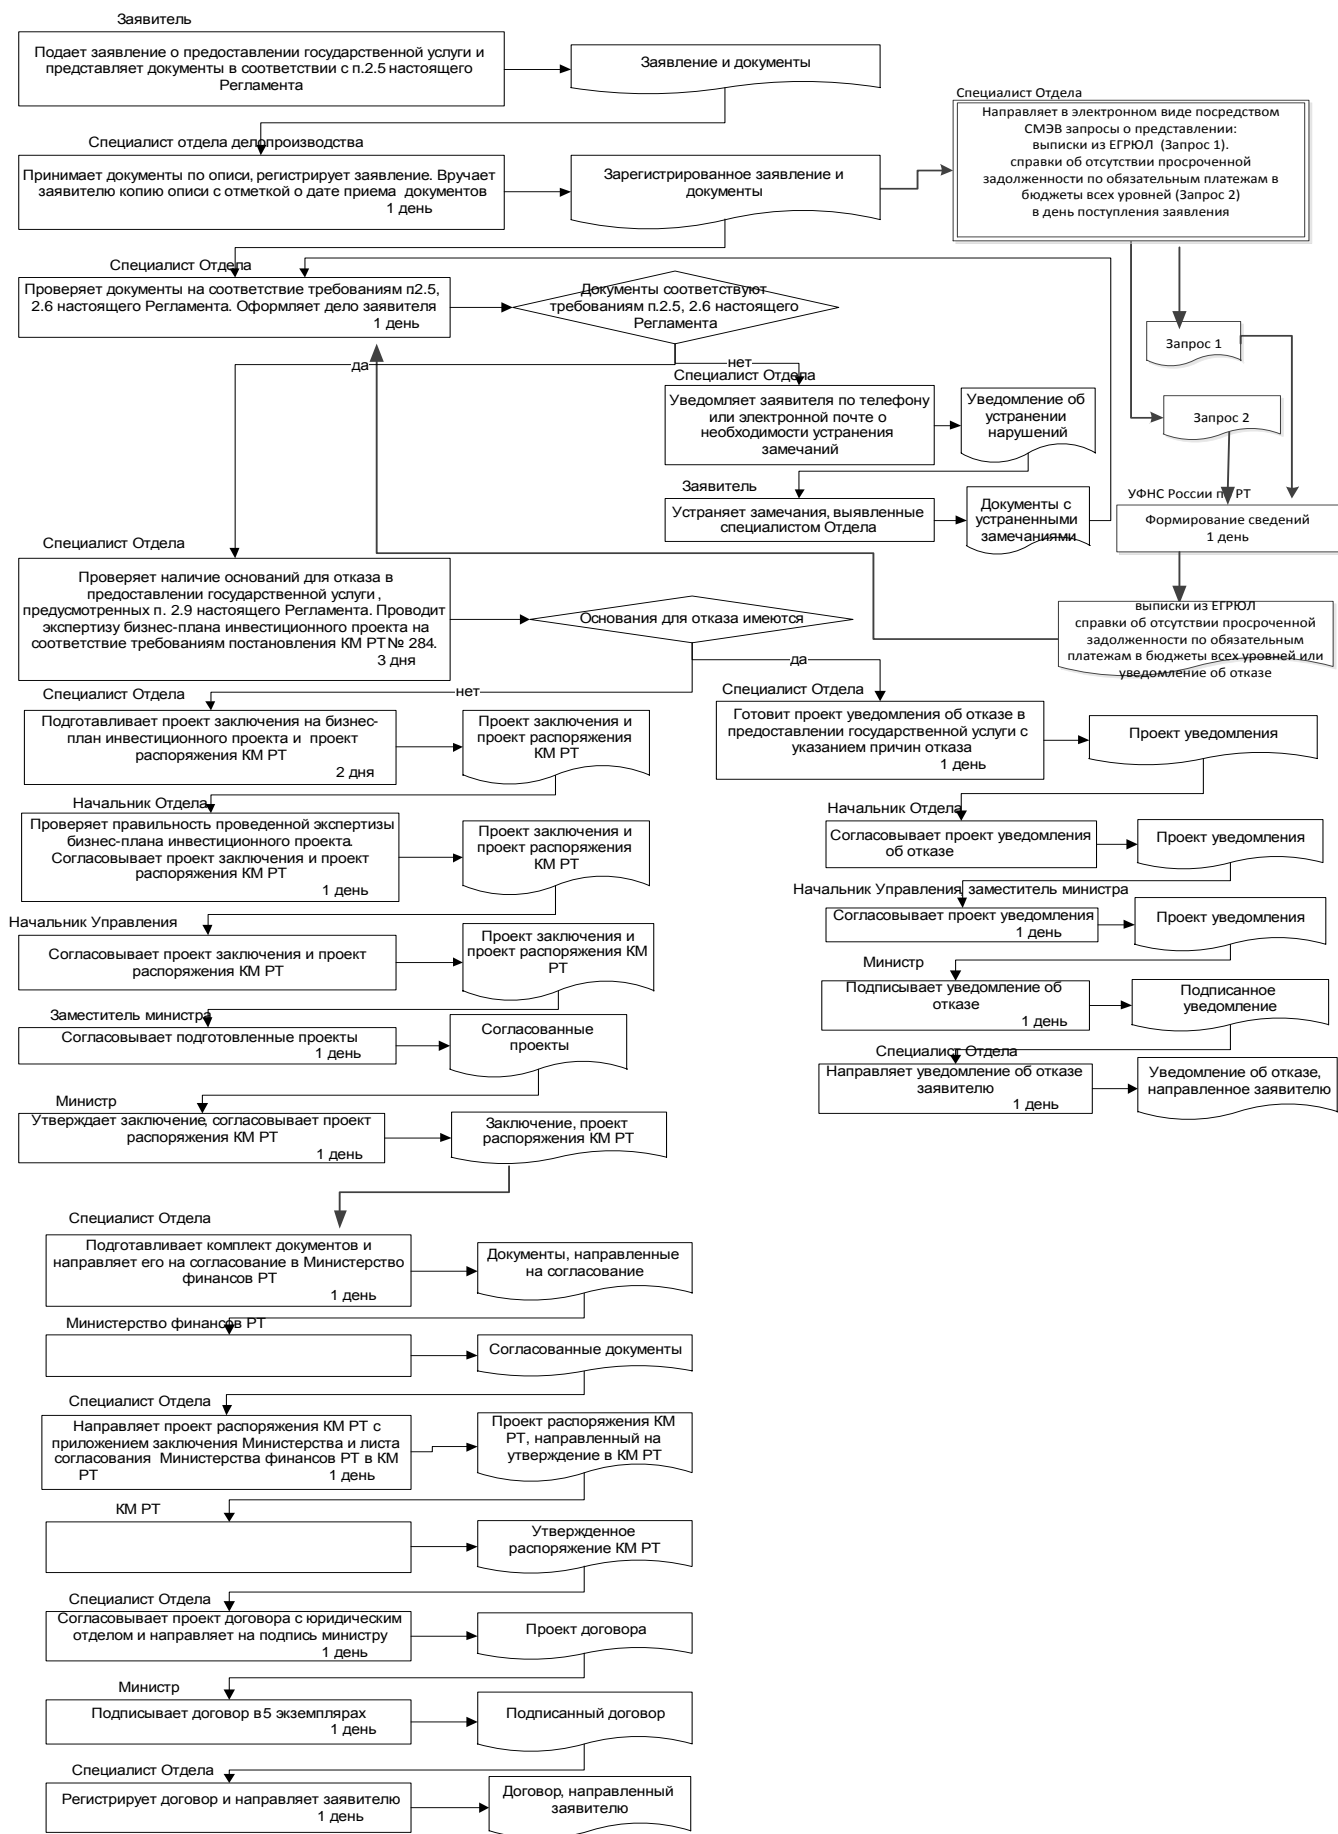 Заявитель
Подает заявление о предоставлении государственной услуги и
представляет документы в соответствии с п.2.5 настоящего
Регламента
Заявление и документы
Специалист отдела делопроизводства
Принимает документы по описи, регистрирует заявление. Вручает
заявителю копию описи с отметкой о дате приема документов
1 день
Зарегистрированное заявление и
документы
Специалист Отдела
Направляет в электронном виде посредством
СМЭВ запросы о представлении:
выписки из ЕГРЮЛ (Запрос 1).
справки об отсутствии просроченной
задолженности по обязательным платежам в
бюджеты всех уровней (Запрос 2)
в день поступления заявления
Специалист Отдела
Проверяет документы на соответствие требованиям п2.5,
2.6 настоящего Регламента. Оформляет дело заявителя
1 день
Документы соответствуют
требованиям п.2.5, 2.6 настоящего
Регламента
да
нет
Запрос 1
Запрос 2
Специалист Отдела
Уведомляет заявителя по телефону
или электронной почте о
необходимости устранения
замечаний
Уведомление об
устранении
нарушений
Заявитель
Устраняет замечания, выявленные
специалистом Отдела
Документы с
устраненными
замечаниями
УФНС России по РТ
Формирование сведений
1 день
выписки из ЕГРЮЛ
справки об отсутствии просроченной
задолженности по обязательным
платежам в бюджеты всех уровней или
уведомление об отказе
Специалист Отдела
Проверяет наличие оснований для отказа в
предоставлении государственной услуги,
предусмотренных п. 2.9 настоящего Регламента. Проводит
экспертизу бизнес-плана инвестиционного проекта на
соответствие требованиям постановления КМ РТ№ 284.
3 дня
Основания для отказа имеются
да
нет
Специалист Отдела
Подготавливает проект заключения на бизнес-
план инвестиционного проекта и проект
распоряжения КМ РТ
2 дня
Проект заключения и
проект распоряжения
КМ РТ
Специалист Отдела
Готовит проект уведомления об отказе в
предоставлении государственной услуги с
указанием причин отказа
1 день
Проект уведомления
Начальник Отдела
Проверяет правильность проведенной экспертизы
бизнес-плана инвестиционного проекта.
Согласовывает проект заключения и проект
распоряжения КМ РТ
1 день
Проект заключения и
проект распоряжения
КМ РТ
Начальник Отдела
Согласовывает проект уведомления
об отказе
Проект уведомления
Начальник Управления, заместитель министра
Согласовывает проект уведомления
1 день
Проект уведомления
Начальник Управления
Согласовывает проект заключения и проект
распоряжения КМ РТ
Проект заключения и
проект распоряжения КМ
РТ
Министр
Подписывает уведомление об
отказе
1 день
Подписанное
уведомление
Заместитель министра
Согласовывает подготовленные проекты
1 день
Согласованные
проекты
Специалист Отдела
Направляет уведомление об отказе
заявителю
1 день
Уведомление об отказе,
направленное заявителю
Министр
Утверждает заключение, согласовывает проект
распоряжения КМ РТ
1 день
Заключение, проект
распоряжения КМ РТ
Специалист Отдела
Подготавливает комплект документов и
направляет его на согласование в Министерство
финансов РТ
1 день
Документы, направленные
на согласование
Министерство финансов РТ
Согласованные документы
Специалист Отдела
Направляет проект распоряжения КМ РТ с
приложением заключения Министерства и листа
согласования Министерства финансов РТ в КМ
РТ
1 день
Проект распоряжения КМ
РТ, направленный на
утверждение в КМ РТ
КМ РТ
Утвержденное
распоряжение КМ РТ
Специалист Отдела
Согласовывает проект договора с юридическим
отделом и направляет на подпись министру
1 день
Проект договора
Министр
Подписывает договор в5 экземплярах
1 день
Подписанный договор
Специалист Отдела
Регистрирует договор и направляет заявителю
1 день
Договор, направленный
заявителю